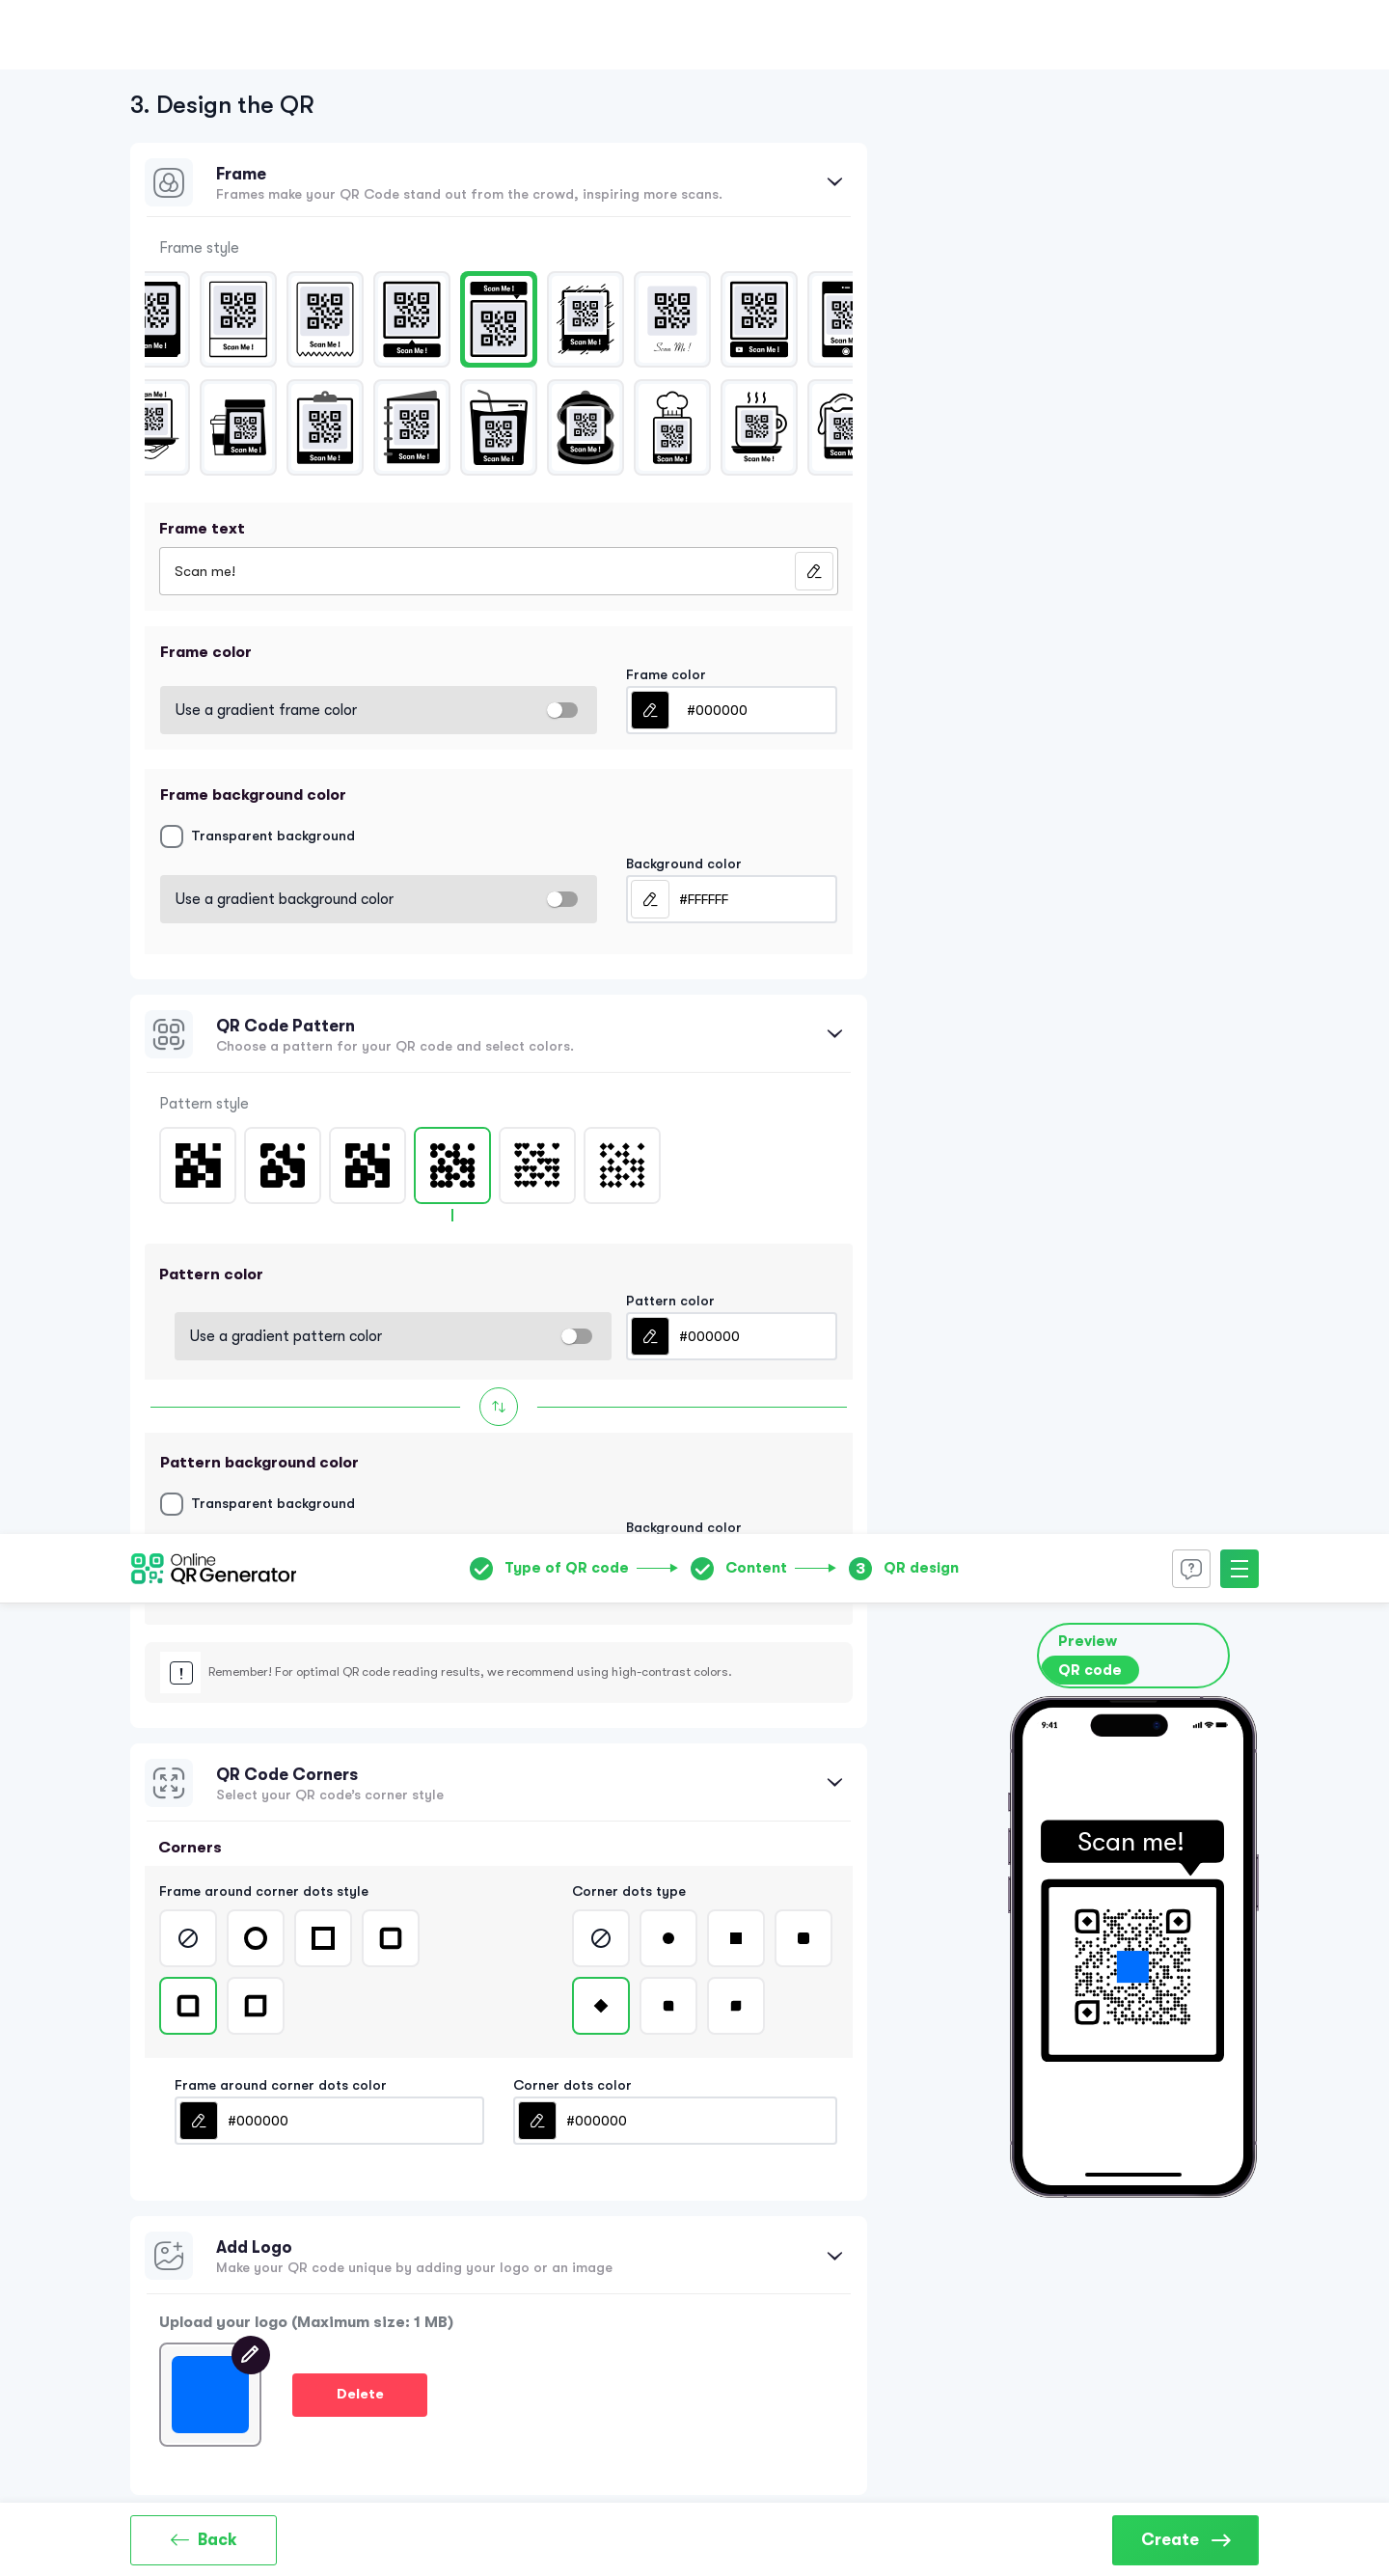 3. Design the QR
Frame
Frames make your QR Code stand out from the crowd, inspiring more scans.
Frame style
Scan Me !
Scan Me !
Scan Me !
Scan Me !
Scan Me !
Scan Me !
Scan Me !
Scan Me !
Scan Me !
Scan Me !
Scan Me !
Scan Me !
Scan Me !
Scan Me !
Frame text
Scan me!
Frame color
Frame color
Use a gradient frame color
#000000
Frame background color
Transparent background
Background color
Use a gradient background color
#FFFFFF
QR Code Pattern
Choose a pattern for your QR code and select colors.
Pattern style
Pattern color
Pattern color
Use a gradient pattern color
#000000
Pattern background color
Transparent background
Background color
Online
QR Generator
Type of QR code
Content
3 QR design
Preview
QR code
Remember! For optimal QR code reading results, we recommend using high-contrast colors.
9:41
QR Code Corners
Select your QR code's corner style
Scan me!
Corners
Frame around corner dots style
Corner dots type
Frame around corner dots color
Corner dots color
#000000
#000000
Add Logo
Make your QR code unique by adding your logo or an image
Upload your logo (Maximum size: 1 MB)
Delete
Back
Create